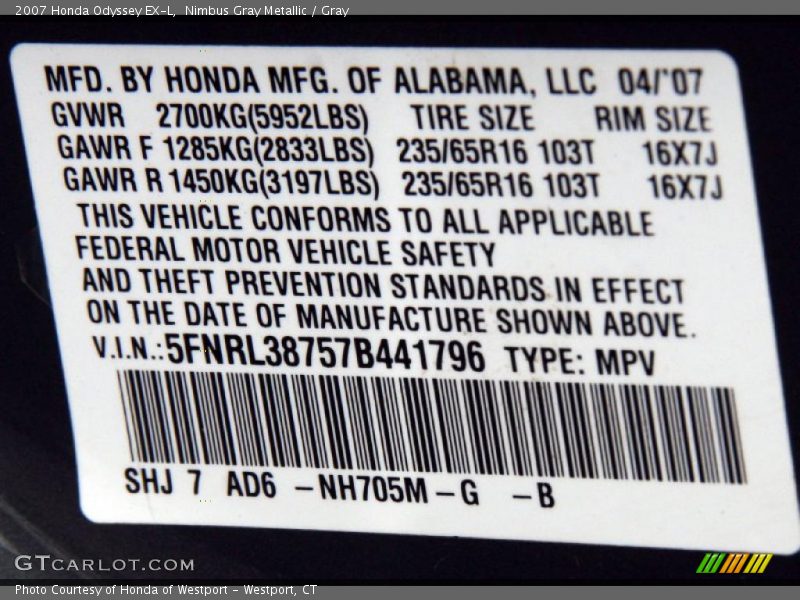 2007 Honda Odyssey EX-L, Nimbus Gray Metallic / Gray
MFD. BY HONDA MFG. OF ALABAMA, LLC 04/'07
GVWR 2700KG(5952LBS) TIRE SIZE RIM SIZE
GAWR F 1285KG(2833LBS) 235/65R16 103T 16X7J
GAWR R 1450KG(3197LBS) 235/65R16 103T 16X7J
THIS VEHICLE CONFORMS TO ALL APPLICABLE
FEDERAL MOTOR VEHICLE SAFETY
AND THEFT PREVENTION STANDARDS IN EFFECT
ON THE DATE OF MANUFACTURE SHOWN ABOVE.
V.I.N.:5FNRL38757B441796 TYPE: MPV
SHJ 7 AD6 -NH705M-G -B
GTCARLOT.COM
Photo Courtesy of Honda of Westport - Westport, CT